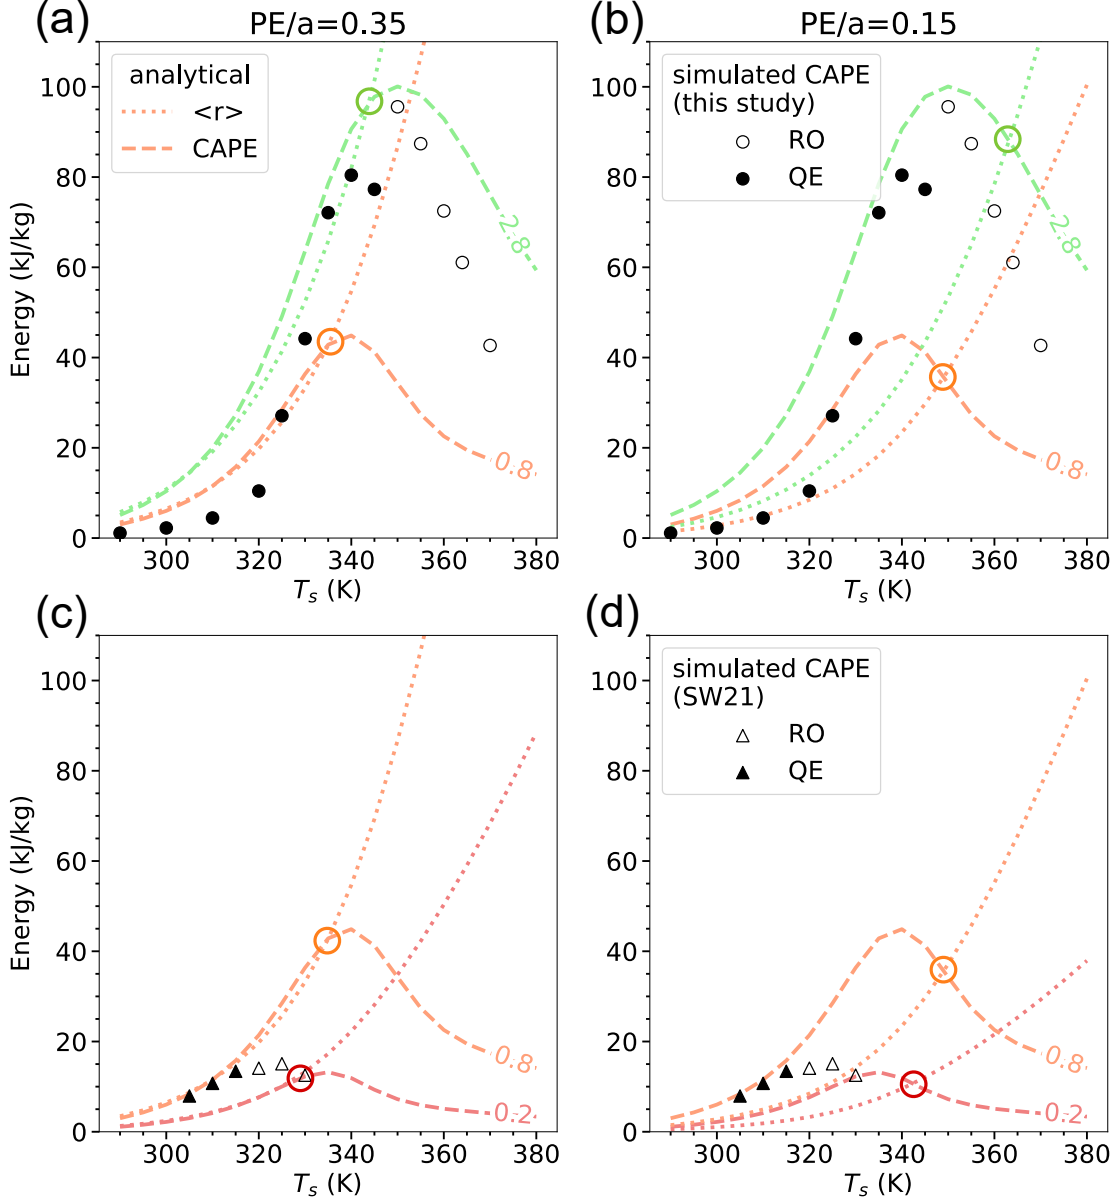 (a)
PE/a=0.35
(b)
PE/a=0.15
Energy (kJ/kg)
100
80
60
40
20
0
analytical
<r>
CAPE
2.8
0.8
300 320 340 360 380
T_s (K)
100
80
60
40
20
0
simulated CAPE
(this study)
RO
QE
2.8
0.8
300 320 340 360 380
T_s (K)
(c)
(d)
Energy (kJ/kg)
100
80
60
40
20
0
0.8
0.2
300 320 340 360 380
T_s (K)
100
80
60
40
20
0
simulated CAPE
(SW21)
RO
QE
0.8
0.2
300 320 340 360 380
T_s (K)